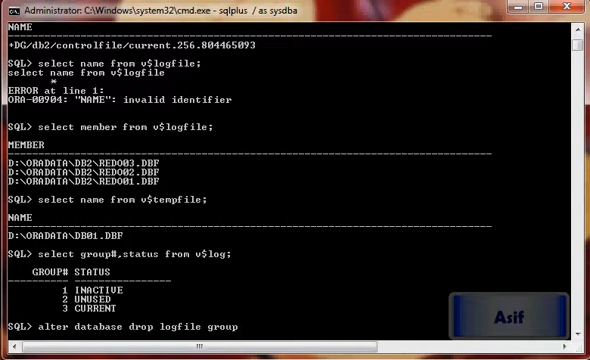 Administrator: C:\Windows\system32\cmd.exe - sqlplus / as sysdba
NAME
+DG/db2/controlfile/current.256.804465093
SQL> select name from v$logfile;
select name from v$logfile
*
ERROR at line 1:
ORA-00904: "NAME": invalid identifier
SQL> select member from v$logfile;
MEMBER
D:\ORADATA\DB2\REDO03.DBF
D:\ORADATA\DB2\REDO02.DBF
D:\ORADATA\DB2\REDO01.DBF
SQL> select name from v$tempfile;
NAME
D:\ORADATA\DB01.DBF
SQL> select group#,status from v$log;
GROUP# STATUS
1 INACTIVE
2 UNUSED
3 CURRENT
SQL> alter database drop logfile group
Asif